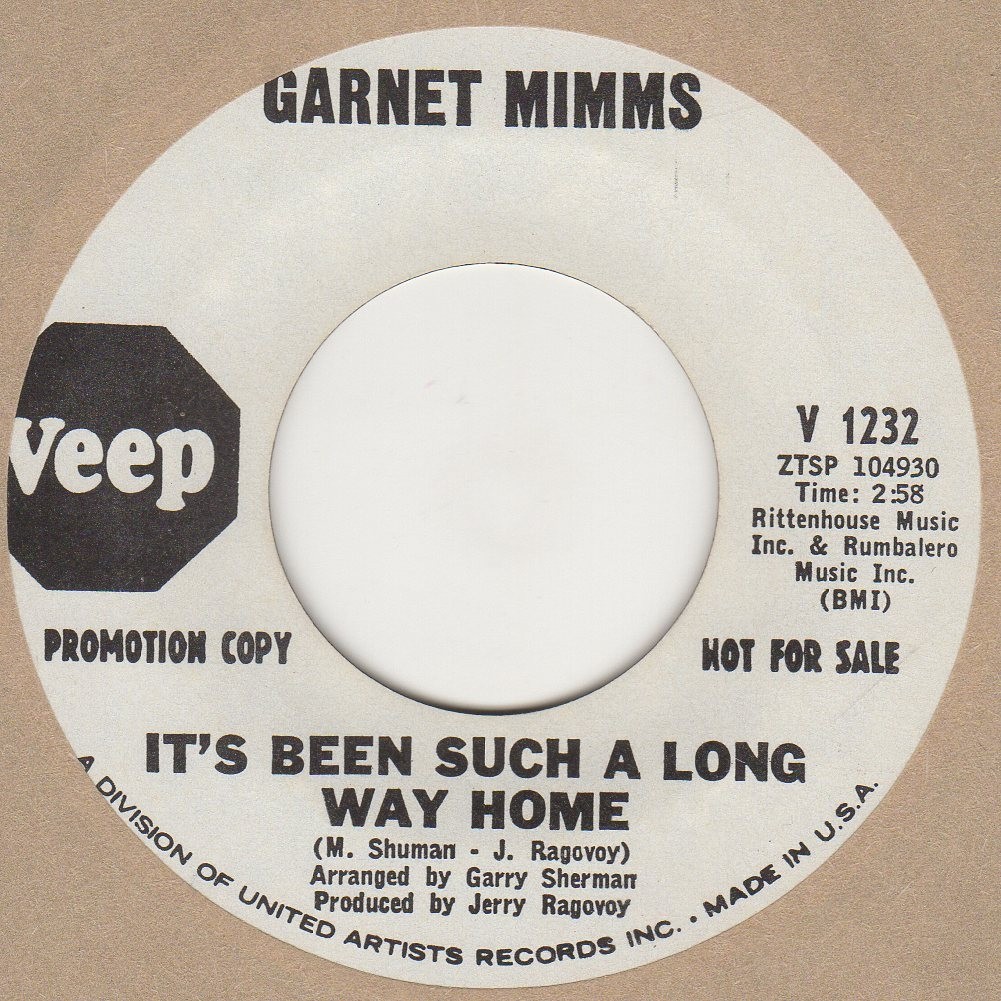 GARNET MIMMS
Veep
V 1232
ZTSP 104930
Time: 2:58
Rittenhouse Music
Inc. & Rumbalero
Music Inc.
(BMI)
PROMOTION COPY
NOT FOR SALE
IT'S BEEN SUCH A LONG
WAY HOME
(M. Shuman - J. Ragovoy)
Arranged by Garry Sherman
Produced by Jerry Ragovoy
A DIVISION OF UNITED ARTISTS RECORDS INC. • MADE IN U.S.A.